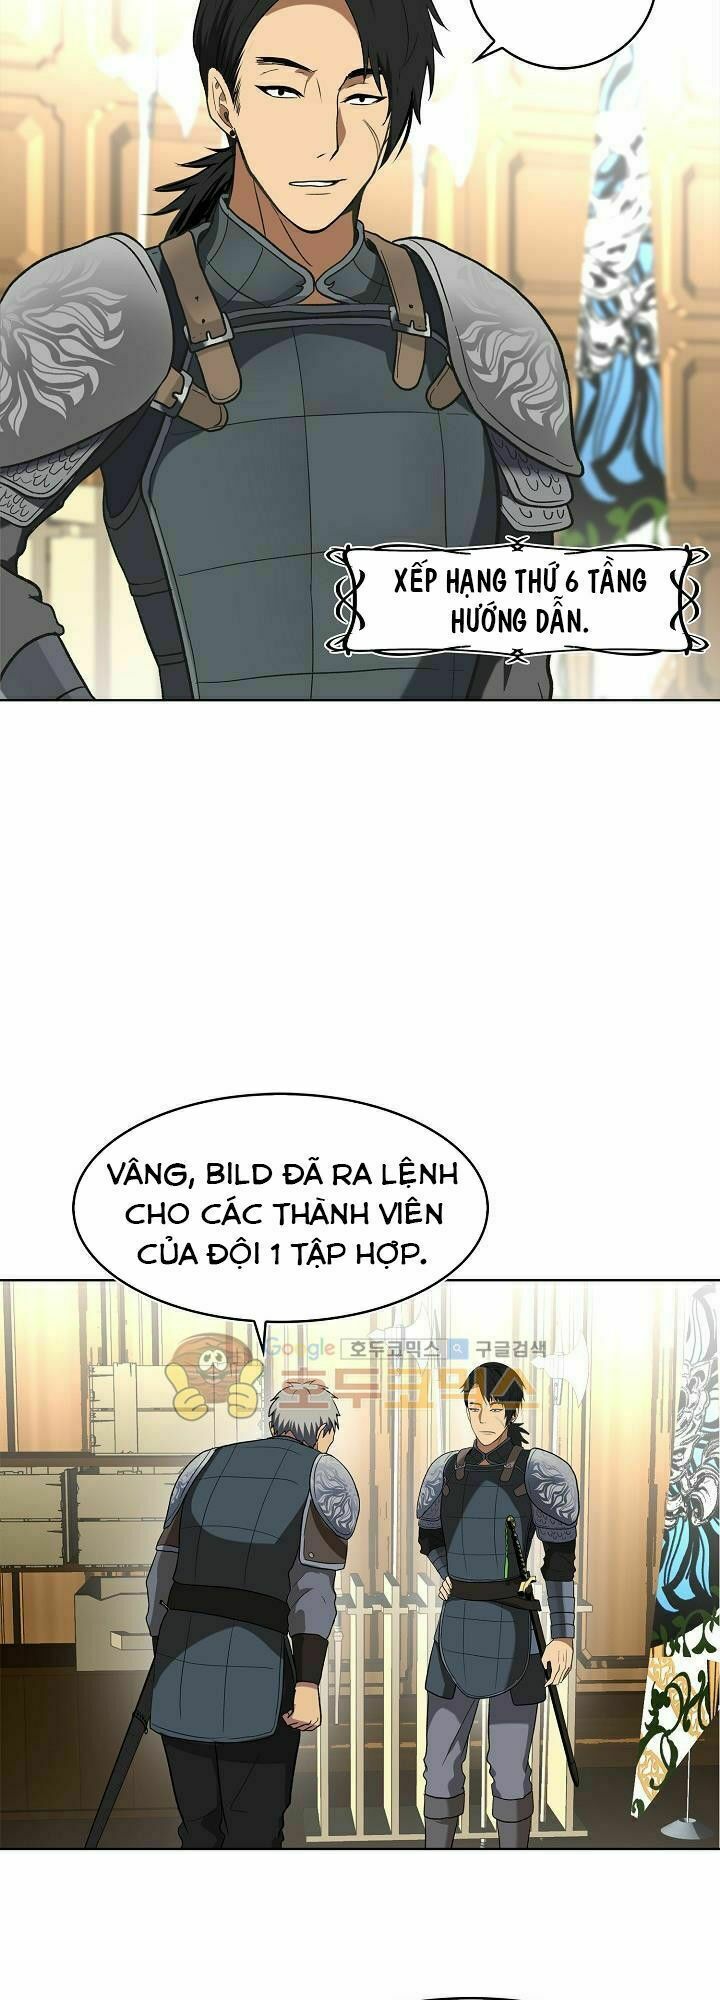 XẾP HẠNG THỨ 6 TẦNG
HƯỚNG DẪN.
VÂNG, BILD ĐÃ RA LỆNH
CHO CÁC THÀNH VIÊN
CỦA ĐỘI 1 TẬP HỢP.
Google 호두코믹스 구글검색
호두코믹스